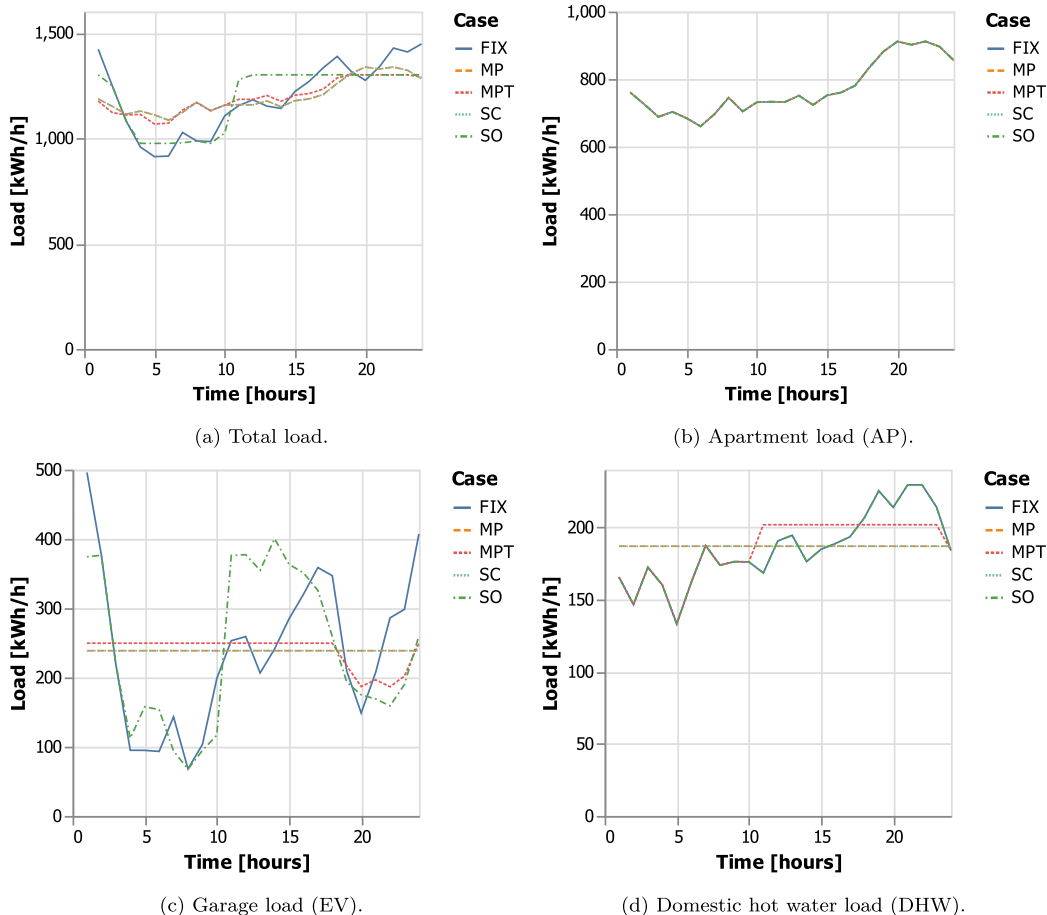 1,500
1,000
500
0
Load [kWh/h]
0 5 10 15 20
Time [hours]
Case
FIX
MP
MPT
SC
SO
(a) Total load.
1,000
800
600
400
200
0
Load [kWh/h]
0 5 10 15 20
Time [hours]
Case
FIX
MP
MPT
SC
SO
(b) Apartment load (AP).
500
400
300
200
100
0
Load [kWh/h]
0 5 10 15 20
Time [hours]
Case
FIX
MP
MPT
SC
SO
(c) Garage load (EV).
200
150
100
50
0
Load [kWh/h]
0 5 10 15 20
Time [hours]
Case
FIX
MP
MPT
SC
SO
(d) Domestic hot water load (DHW).